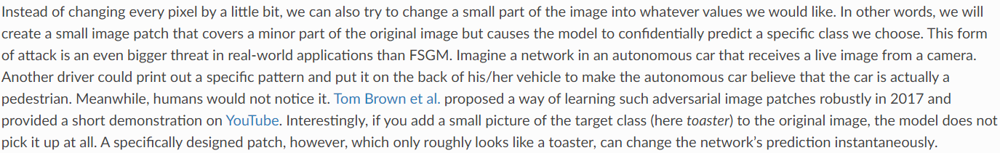 Instead of changing every pixel by a little bit, we can also try to change a small part of the image into whatever values we would like. In other words, we will
create a small image patch that covers a minor part of the original image but causes the model to confidentially predict a specific class we choose. This form
of attack is an even bigger threat in real-world applications than FSGM. Imagine a network in an autonomous car that receives a live image from a camera.
Another driver could print out a specific pattern and put it on the back of his/her vehicle to make the autonomous car believe that the car is actually a
pedestrian. Meanwhile, humans would not notice it. Tom Brown et al. proposed a way of learning such adversarial image patches robustly in 2017 and
provided a short demonstration on YouTube. Interestingly, if you add a small picture of the target class (here toaster) to the original image, the model does not
pick it up at all. A specifically designed patch, however, which only roughly looks like a toaster, can change the network's prediction instantaneously.